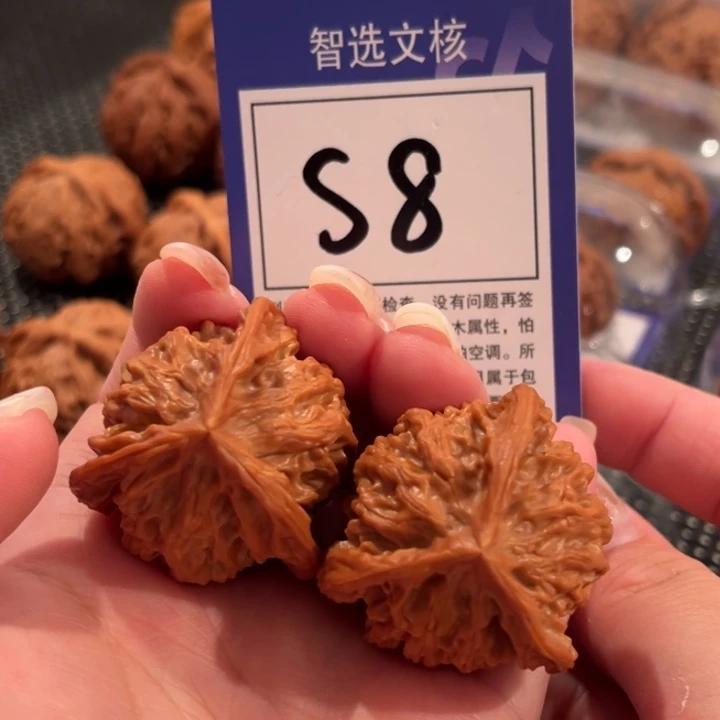 智选文核
S8
检查，没有问题再签
木属性，怕
空调。所
属于包